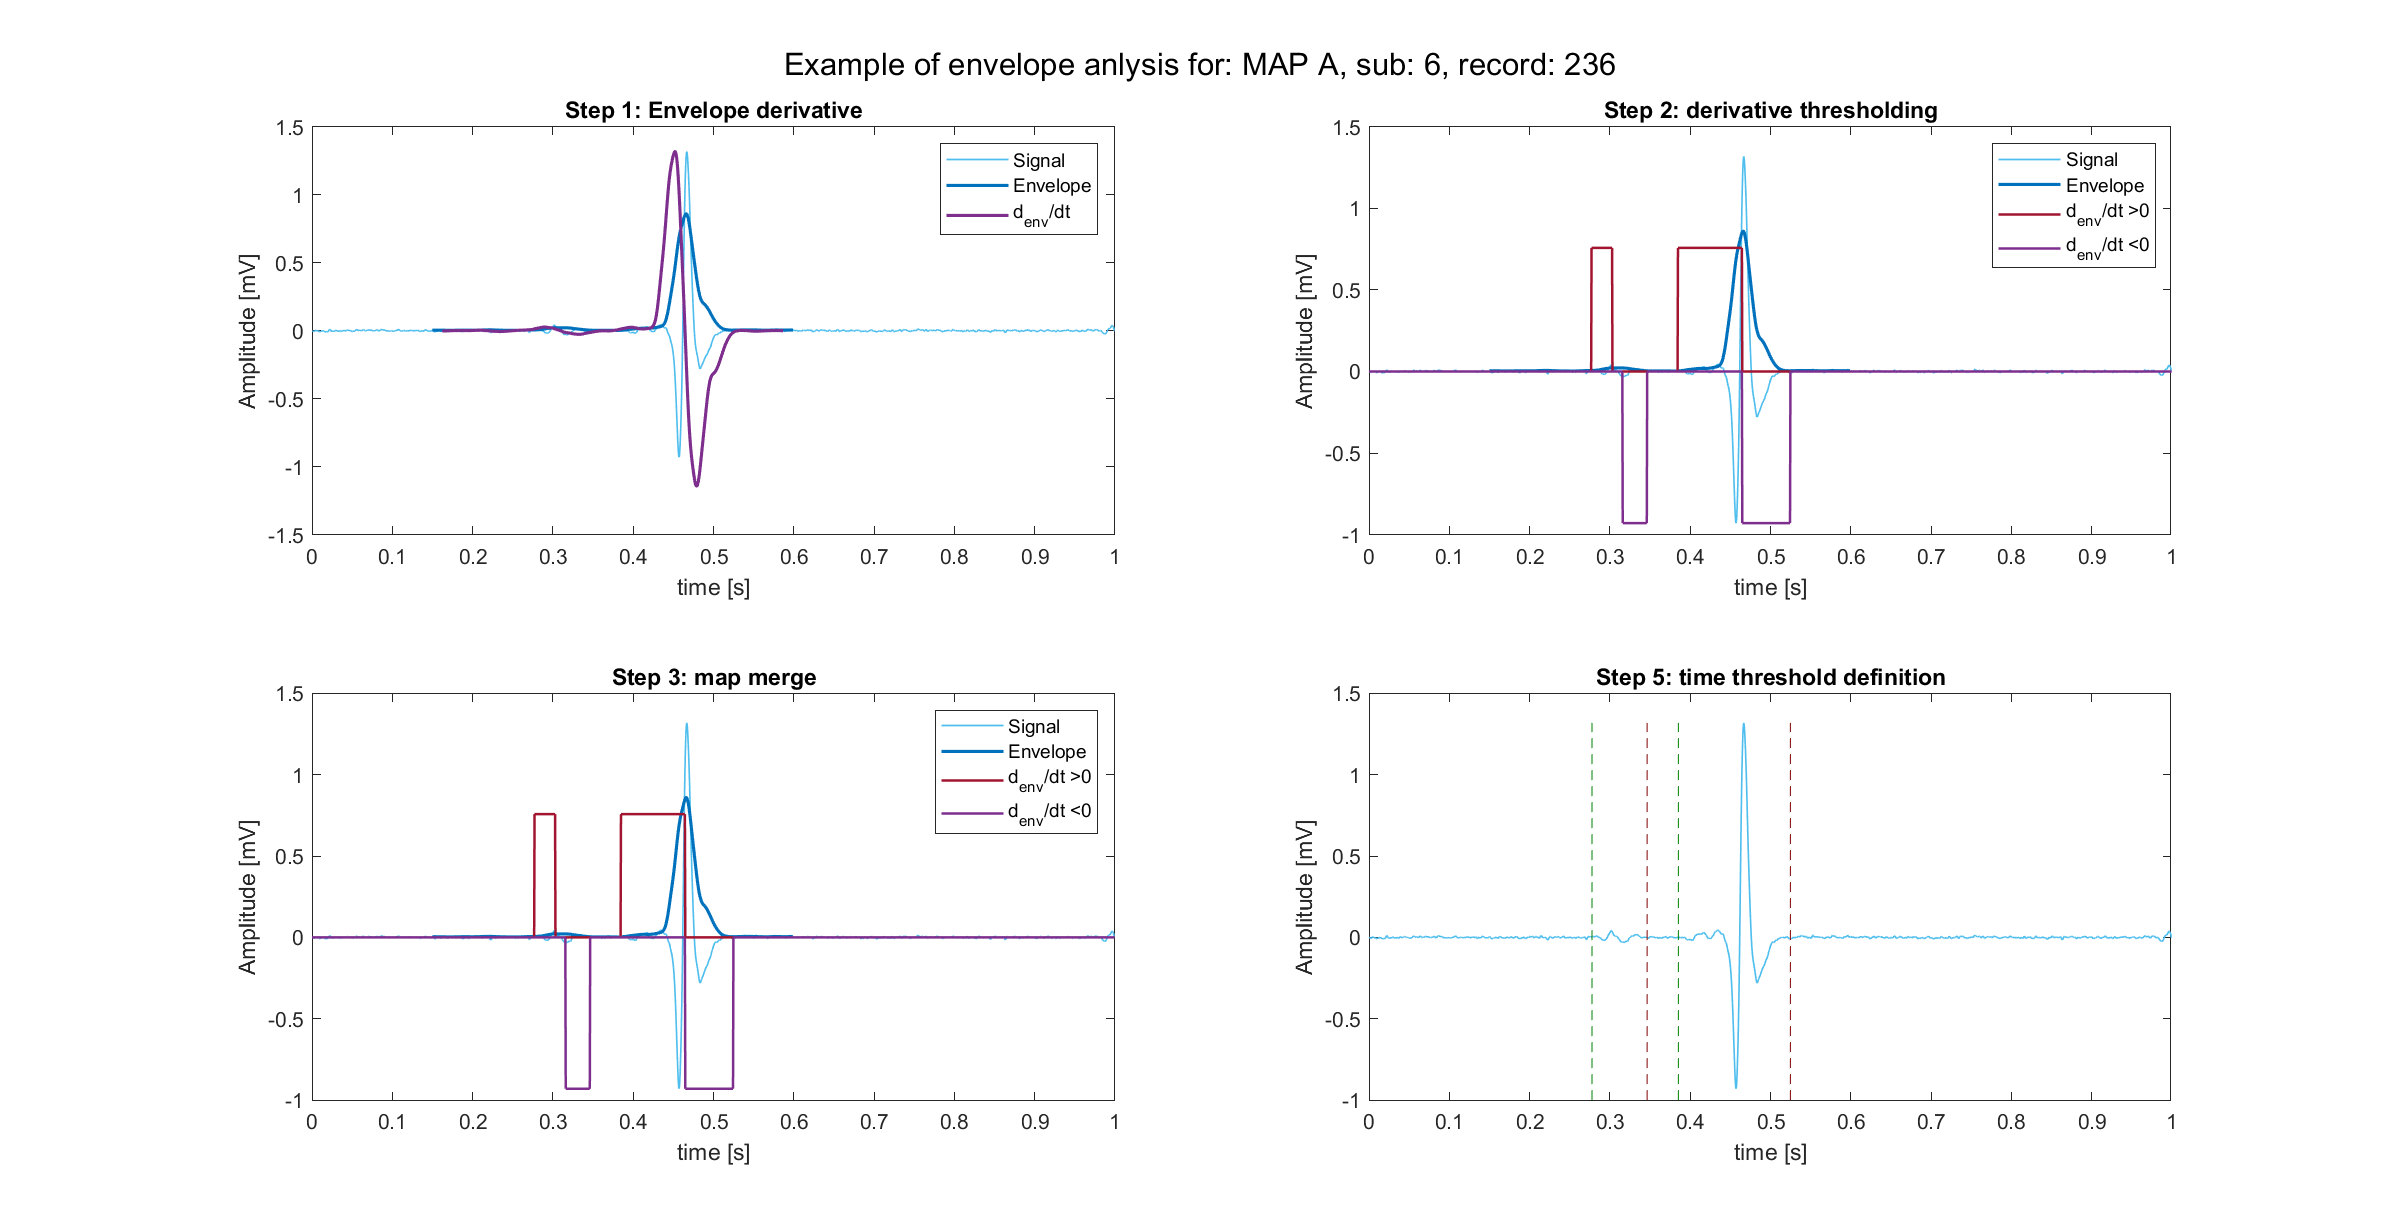 Example of envelope anlysis for: MAP A, sub: 6, record: 236
Step 1: Envelope derivative
1.5
1
0.5
0
-0.5
-1
-1.5
Amplitude [mV]
0 0.1 0.2 0.3 0.4 0.5 0.6 0.7 0.8 0.9 1
time [s]
Signal
Envelope
d_env/dt
Step 2: derivative thresholding
1.5
1
0.5
0
-0.5
-1
Amplitude [mV]
0 0.1 0.2 0.3 0.4 0.5 0.6 0.7 0.8 0.9 1
time [s]
Signal
Envelope
d_env/dt >0
d_env/dt <0
Step 3: map merge
1.5
1
0.5
0
-0.5
-1
Amplitude [mV]
0 0.1 0.2 0.3 0.4 0.5 0.6 0.7 0.8 0.9 1
time [s]
Signal
Envelope
d_env/dt >0
d_env/dt <0
Step 5: time threshold definition
1.5
1
0.5
0
-0.5
-1
Amplitude [mV]
0 0.1 0.2 0.3 0.4 0.5 0.6 0.7 0.8 0.9 1
time [s]